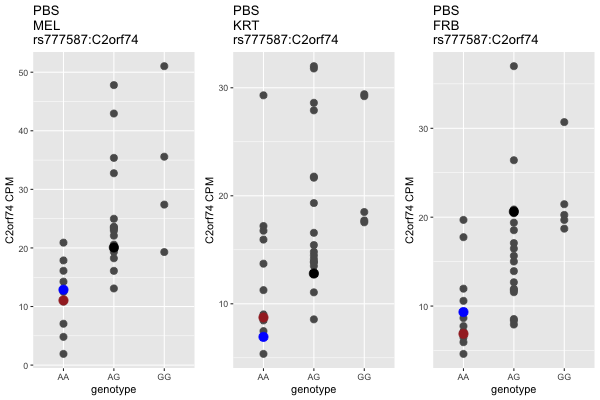 PBS
MEL
rs777587:C2orf74
C2orf74 CPM
50
40
30
20
10
0
AA AG GG
genotype
PBS
KRT
rs777587:C2orf74
C2orf74 CPM
30
20
10
AA AG GG
genotype
PBS
FRB
rs777587:C2orf74
C2orf74 CPM
30
20
10
AA AG GG
genotype